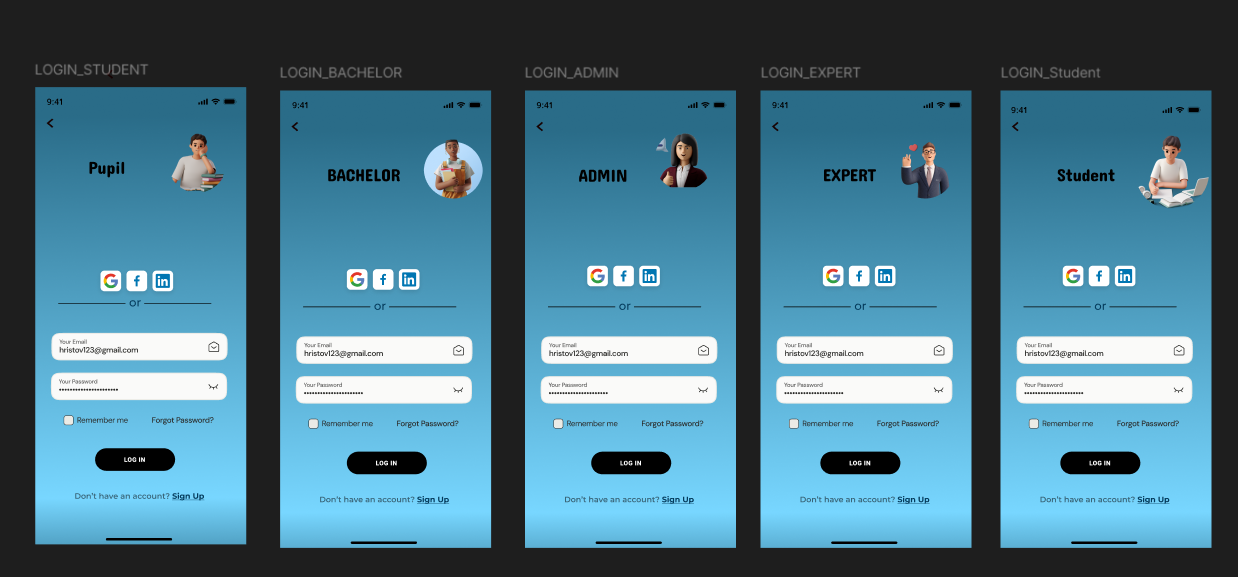 LOGIN_STUDENT
9:41
Pupil
or
Your Email
hristov123@gmail.com
Your Password
Remember me Forgot Password?
LOG IN
Don't have an account? Sign Up
LOGIN_BACHELOR
9:41
BACHELOR
or
Your Email
hristov123@gmail.com
Your Password
Remember me Forgot Password?
LOG IN
Don't have an account? Sign Up
LOGIN_ADMIN
9:41
ADMIN
or
Your Email
hristov123@gmail.com
Your Password
Remember me Forgot Password?
LOG IN
Don't have an account? Sign Up
LOGIN_EXPERT
9:41
EXPERT
or
Your Email
hristov123@gmail.com
Your Password
Remember me Forgot Password?
LOG IN
Don't have an account? Sign Up
LOGIN_Student
9:41
Student
or
Your Email
hristov123@gmail.com
Your Password
Remember me Forgot Password?
LOG IN
Don't have an account? Sign Up